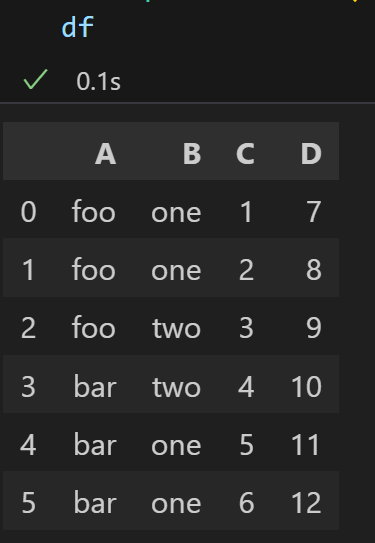 df
0.1s
A B C D
0 foo one 1 7
1 foo one 2 8
2 foo two 3 9
3 bar two 4 10
4 bar one 5 11
5 bar one 6 12